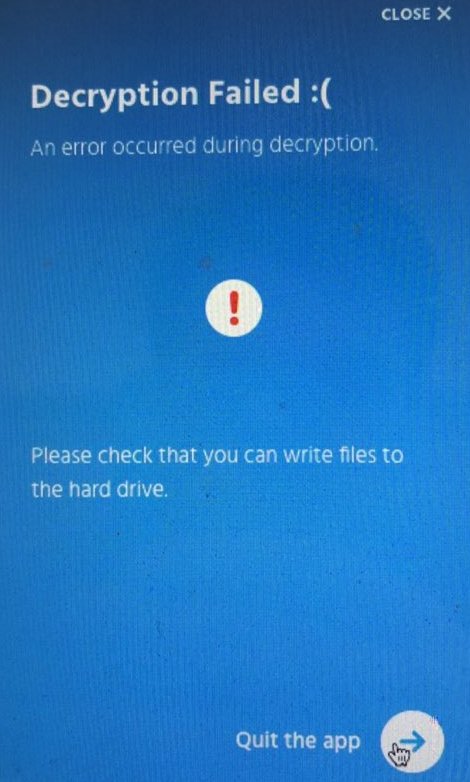 CLOSE X
Decryption Failed :(
An error occurred during decryption.
!
Please check that you can write files to
the hard drive.
Quit the app